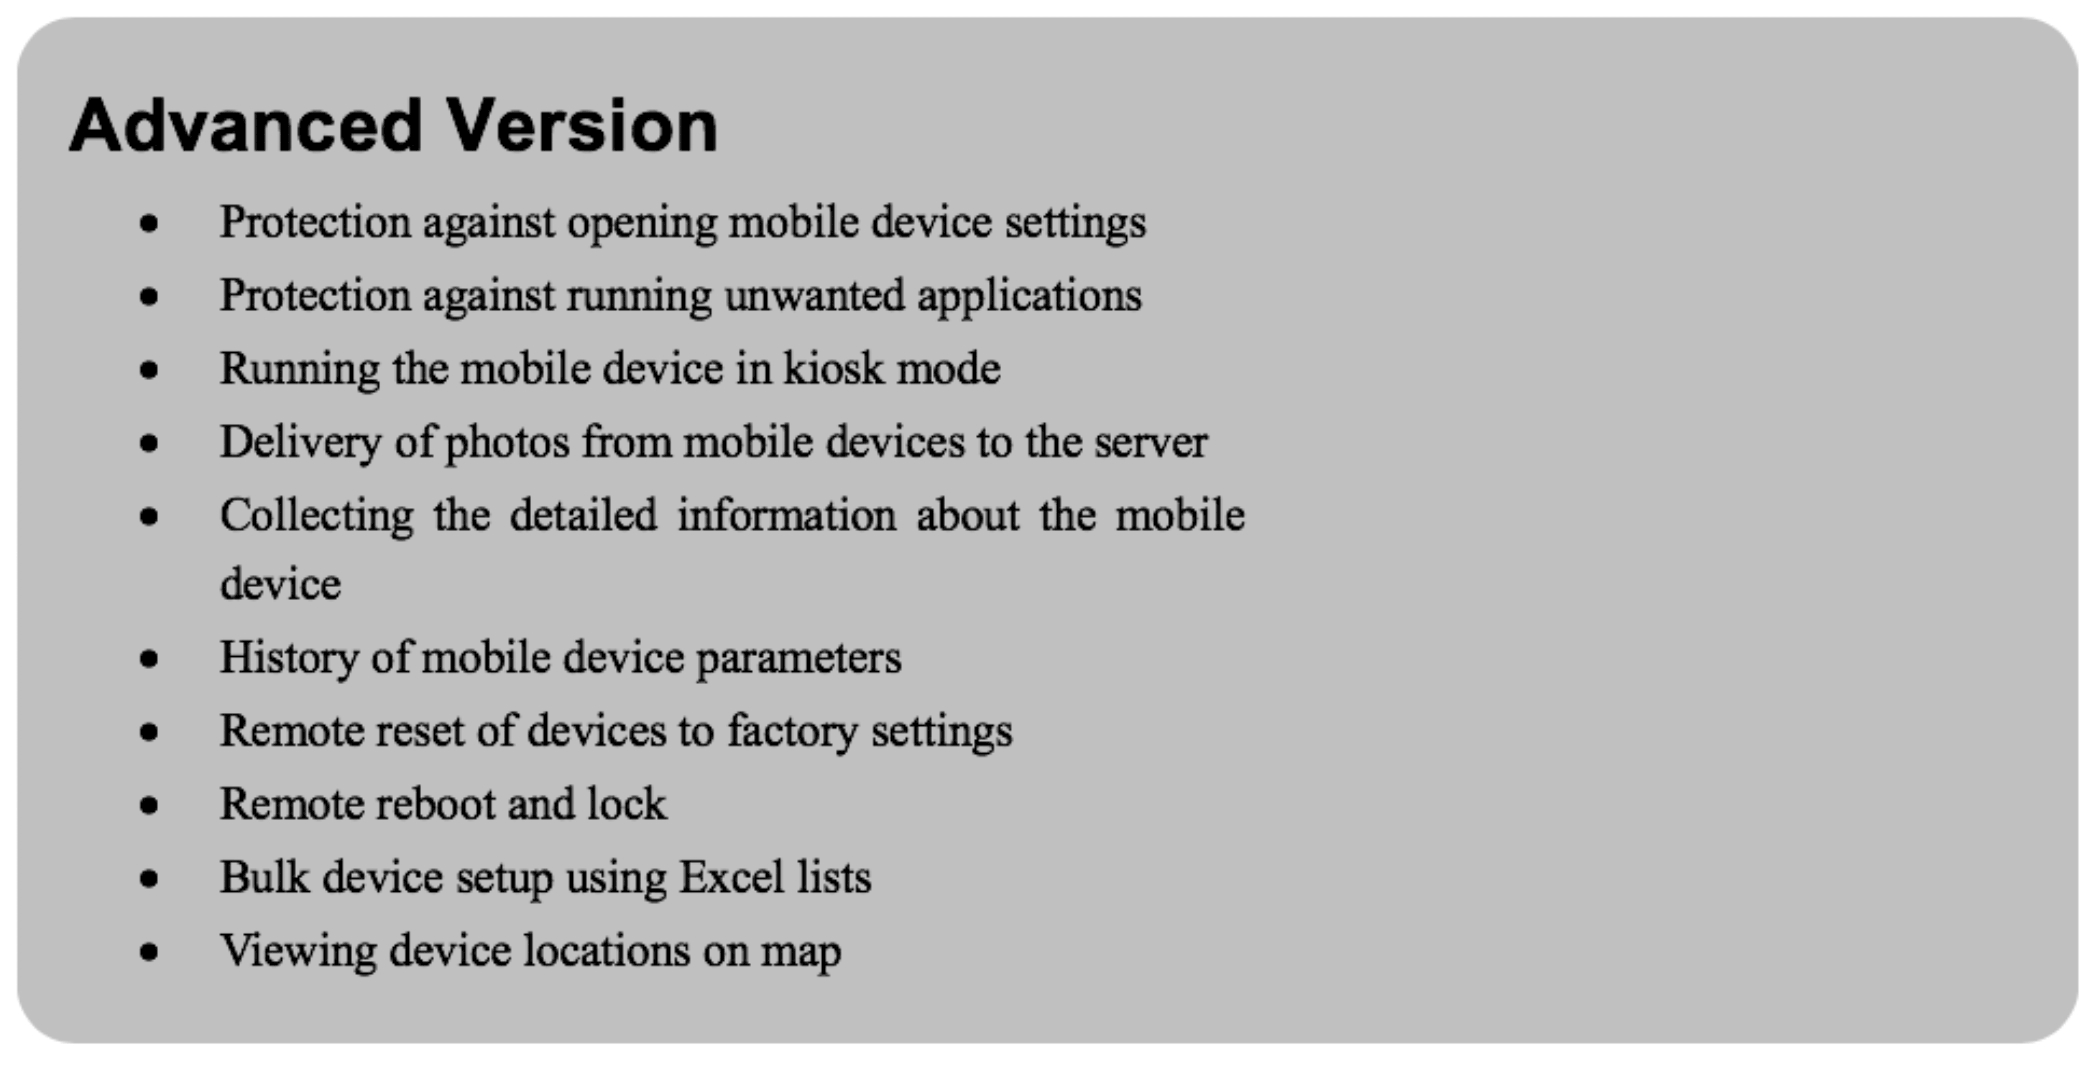 Advanced Version
• Protection against opening mobile device settings
• Protection against running unwanted applications
• Running the mobile device in kiosk mode
• Delivery of photos from mobile devices to the server
• Collecting the detailed information about the mobile
device
• History of mobile device parameters
• Remote reset of devices to factory settings
• Remote reboot and lock
• Bulk device setup using Excel lists
• Viewing device locations on map